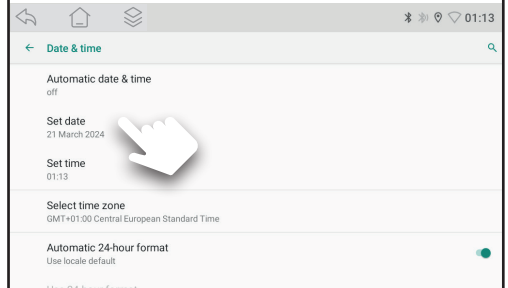 01:13
Date & time
Automatic date & time
off
Set date
21 March 2024
Set time
01:13
Select time zone
GMT+01:00 Central European Standard Time
Automatic 24-hour format
Use locale default